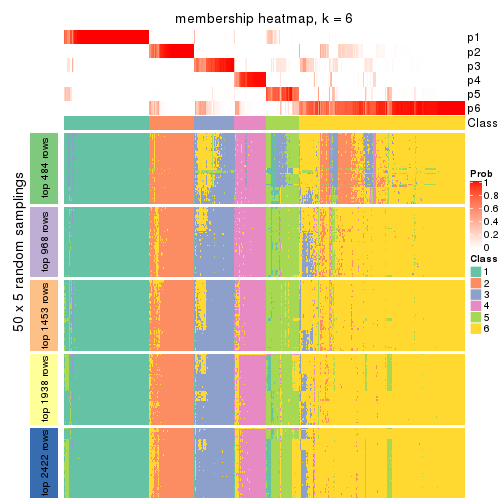 membership heatmap, k = 6
p1
p2
p3
p4
p5
p6
Class
50 x 5 random samplings
top 484 rows
top 968 rows
top 1453 rows
top 1938 rows
top 2422 rows
Prob
1
0.8
0.6
0.4
0.2
0
Class
1
2
3
4
5
6